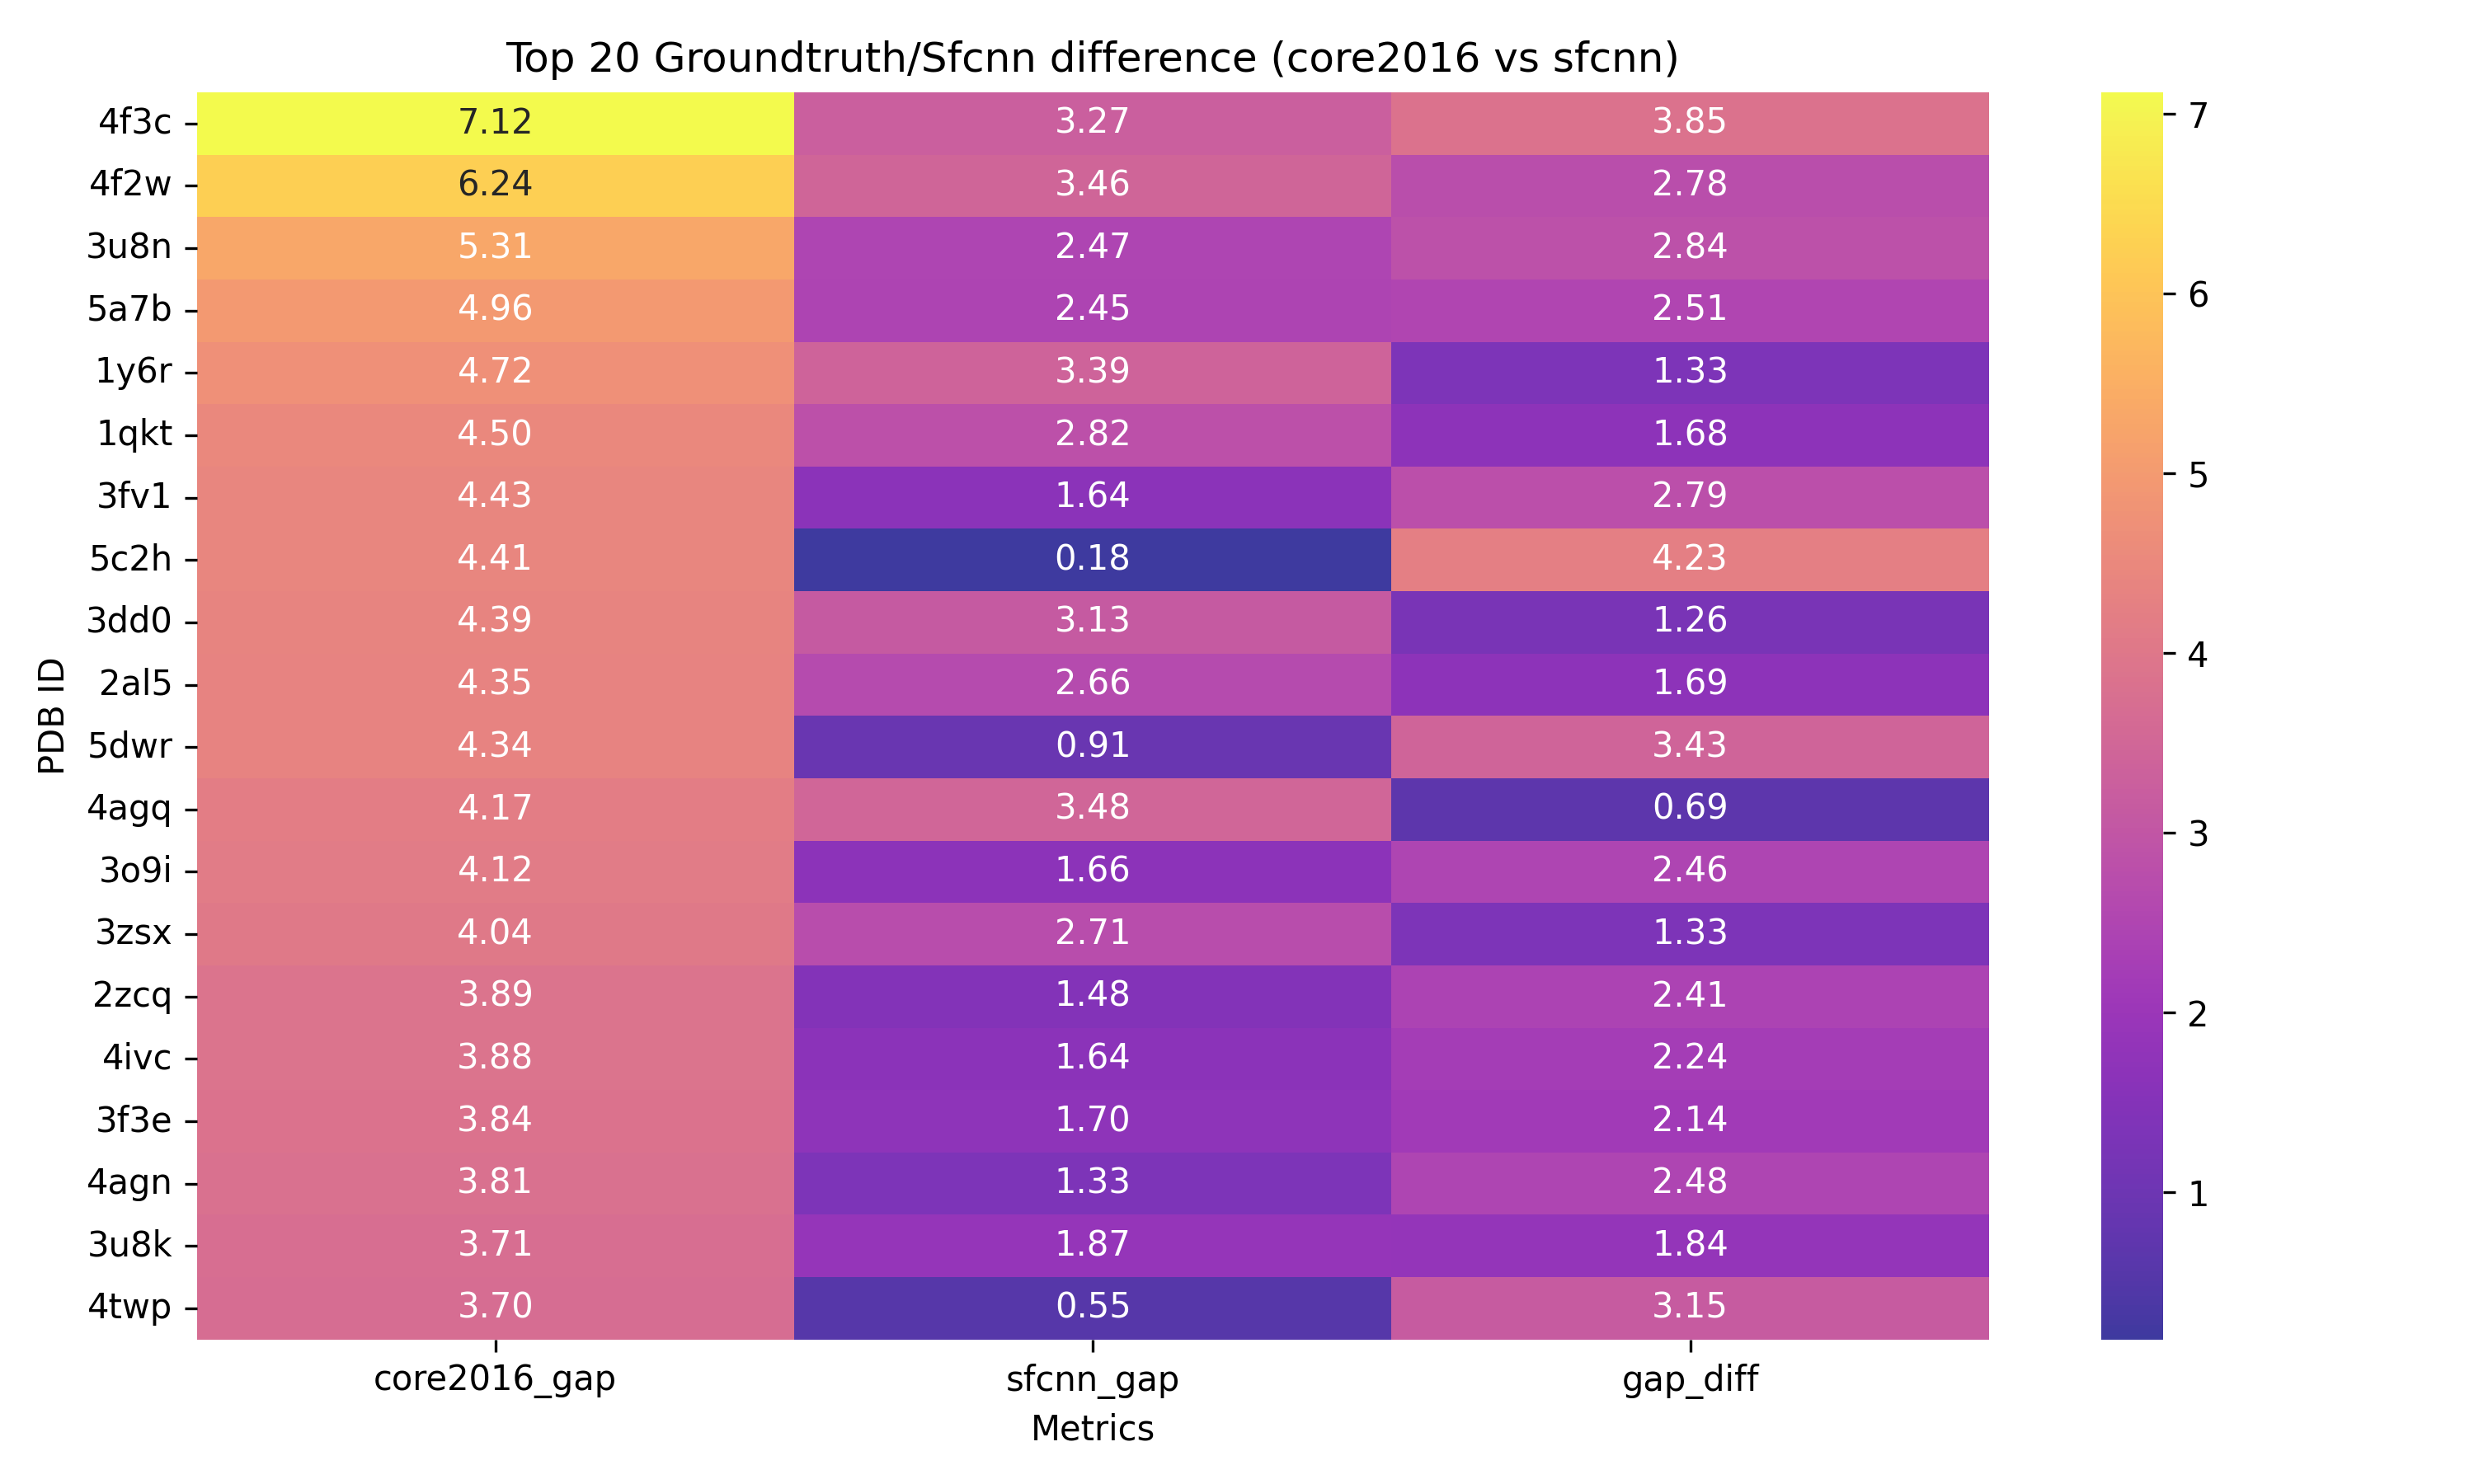 Top 20 Groundtruth/Sfcnn difference (core2016 vs sfcnn)
4f3c 7.12 3.27 3.85
4f2w 6.24 3.46 2.78
3u8n 5.31 2.47 2.84
5a7b 4.96 2.45 2.51
1y6r 4.72 3.39 1.33
1qkt 4.50 2.82 1.68
3fv1 4.43 1.64 2.79
5c2h 4.41 0.18 4.23
3dd0 4.39 3.13 1.26
2al5 4.35 2.66 1.69
5dwr 4.34 0.91 3.43
4agq 4.17 3.48 0.69
3o9i 4.12 1.66 2.46
3zsx 4.04 2.71 1.33
2zcq 3.89 1.48 2.41
4ivc 3.88 1.64 2.24
3f3e 3.84 1.70 2.14
4agn 3.81 1.33 2.48
3u8k 3.71 1.87 1.84
4twp 3.70 0.55 3.15
core2016_gap sfcnn_gap gap_diff
Metrics
PDB ID
7
6
5
4
3
2
1